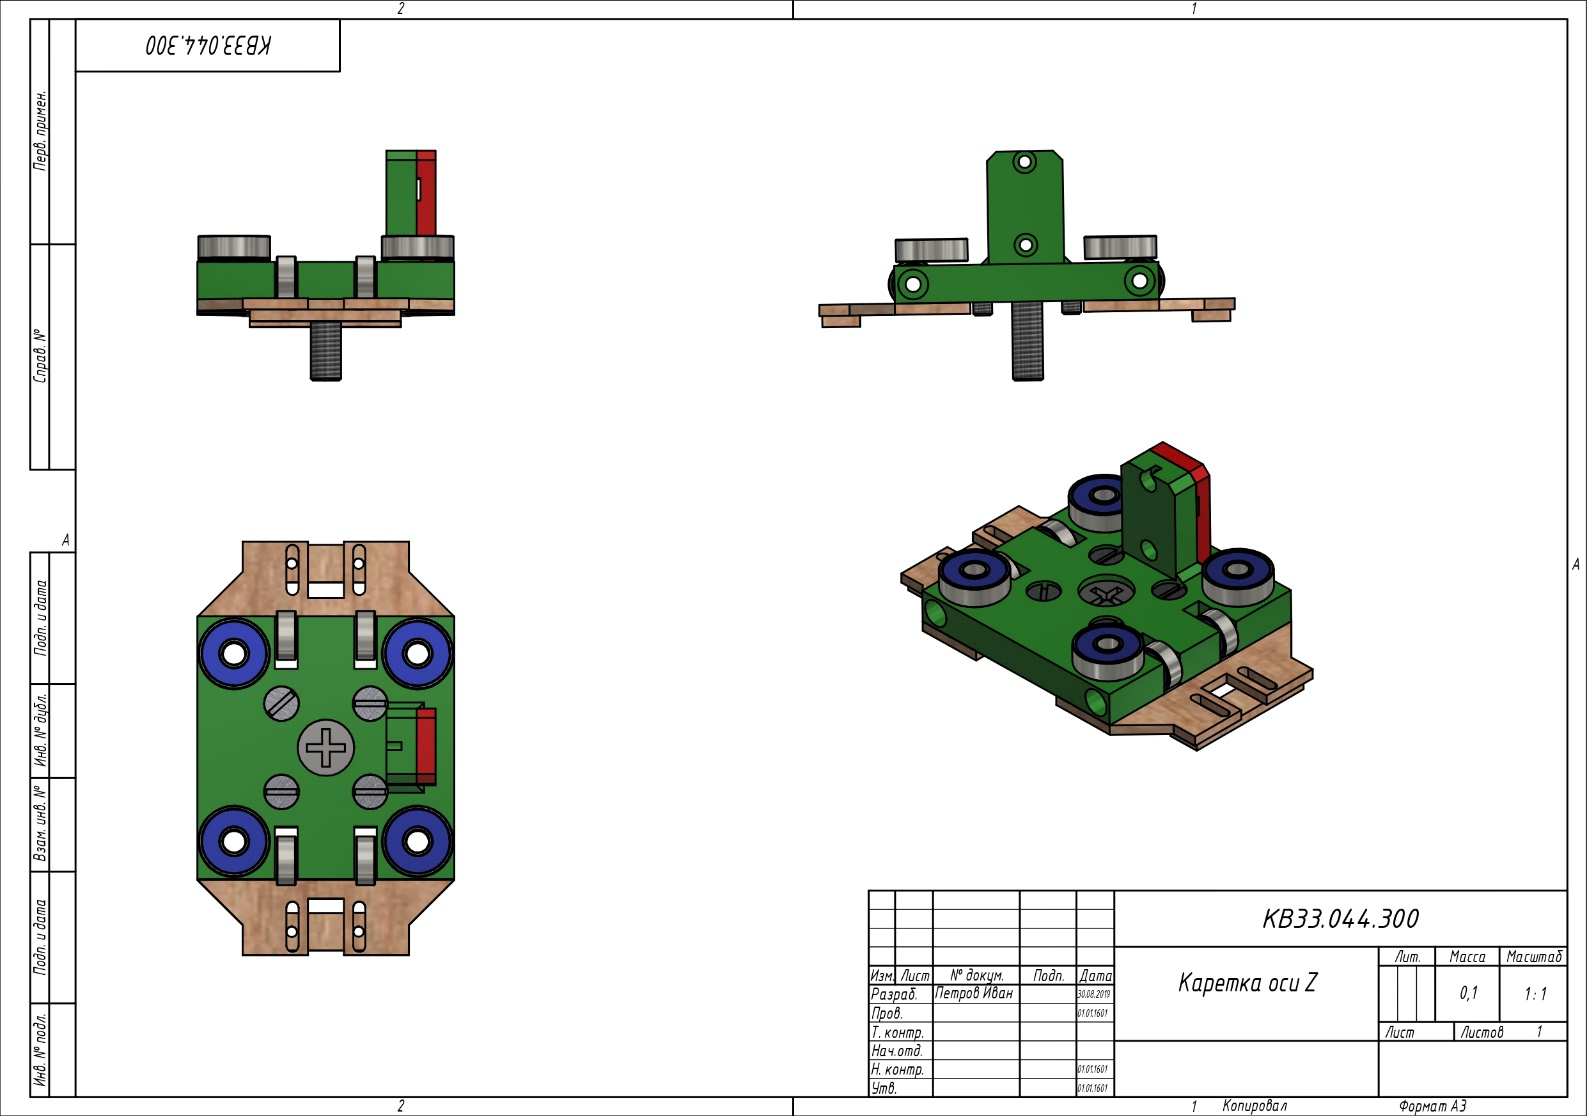 2
1
КВЗЗ.044.300
Перв. примен.
Справ. №
А
А
Подп. и дата
Инв. № дубл.
Взам. инв. №
Подп. и дата
Инв. № подл.
КВЗЗ.044.300
Лит. Масса Масштаб
Каретка оси Z
0,1 1:1
Изм. Лист № докум. Подп. Дата
Разраб. Петров Иван 30.08.2019
Пров. 01.01.1601
Т. контр. Лист Листов 1
Нач.отд.
Н. контр. 01.01.1601
Утв. 01.01.1601
2
1 Копировал Формат А3